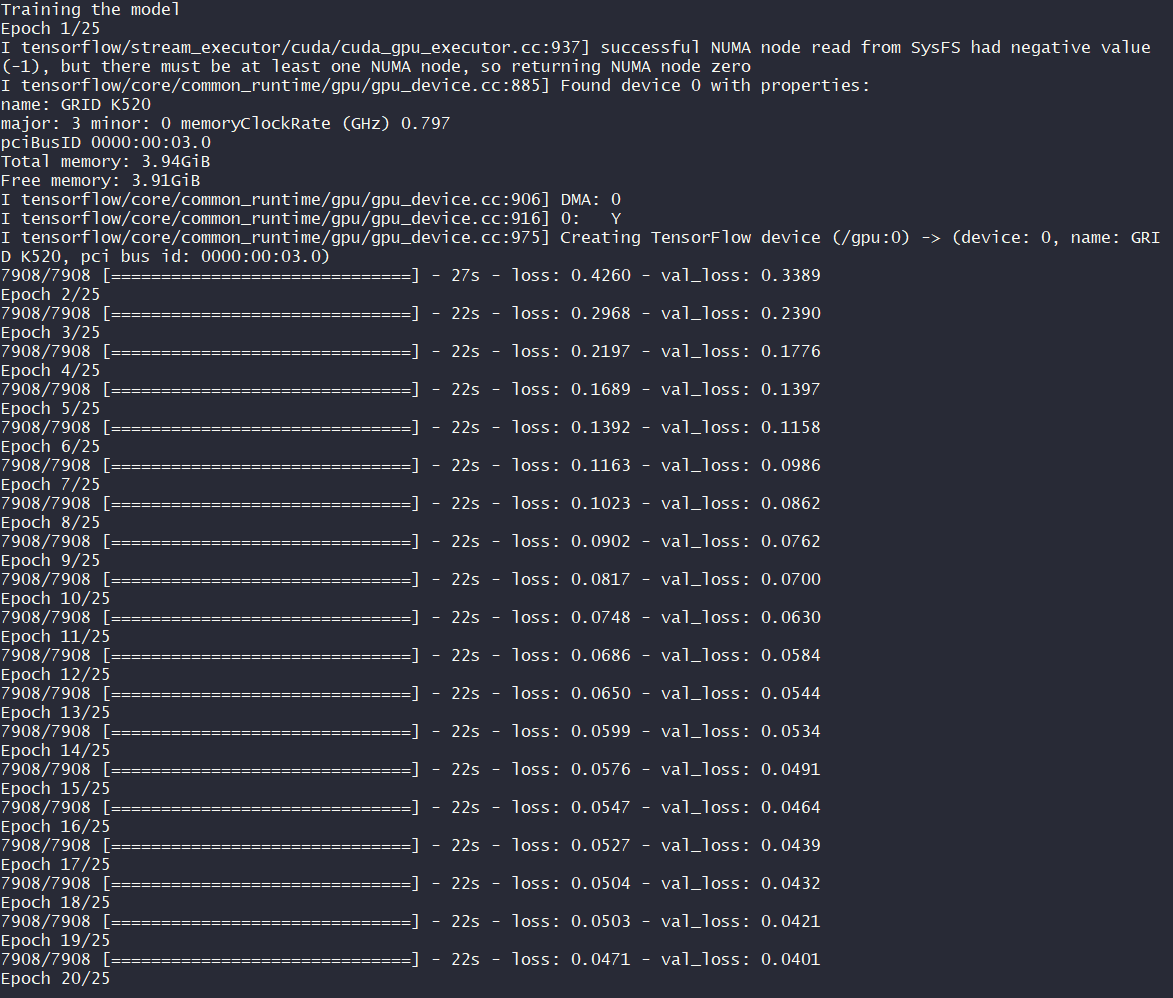 Training the model
Epoch 1/25
I tensorflow/stream_executor/cuda/cuda_gpu_executor.cc:937] successful NUMA node read from SysFS had negative value
(-1), but there must be at least one NUMA node, so returning NUMA node zero
I tensorflow/core/common_runtime/gpu/gpu_device.cc:885] Found device 0 with properties:
name: GRID K520
major: 3 minor: 0 memoryClockRate (GHz) 0.797
pciBusID 0000:00:03.0
Total memory: 3.94GiB
Free memory: 3.91GiB
I tensorflow/core/common_runtime/gpu/gpu_device.cc:906] DMA: 0
I tensorflow/core/common_runtime/gpu/gpu_device.cc:916] 0:   Y
I tensorflow/core/common_runtime/gpu/gpu_device.cc:975] Creating TensorFlow device (/gpu:0) -> (device: 0, name: GRI
D K520, pci bus id: 0000:00:03.0)
7908/7908 [==============================] - 27s - loss: 0.4260 - val_loss: 0.3389
Epoch 2/25
7908/7908 [==============================] - 22s - loss: 0.2968 - val_loss: 0.2390
Epoch 3/25
7908/7908 [==============================] - 22s - loss: 0.2197 - val_loss: 0.1776
Epoch 4/25
7908/7908 [==============================] - 22s - loss: 0.1689 - val_loss: 0.1397
Epoch 5/25
7908/7908 [==============================] - 22s - loss: 0.1392 - val_loss: 0.1158
Epoch 6/25
7908/7908 [==============================] - 22s - loss: 0.1163 - val_loss: 0.0986
Epoch 7/25
7908/7908 [==============================] - 22s - loss: 0.1023 - val_loss: 0.0862
Epoch 8/25
7908/7908 [==============================] - 22s - loss: 0.0902 - val_loss: 0.0762
Epoch 9/25
7908/7908 [==============================] - 22s - loss: 0.0817 - val_loss: 0.0700
Epoch 10/25
7908/7908 [==============================] - 22s - loss: 0.0748 - val_loss: 0.0630
Epoch 11/25
7908/7908 [==============================] - 22s - loss: 0.0686 - val_loss: 0.0584
Epoch 12/25
7908/7908 [==============================] - 22s - loss: 0.0650 - val_loss: 0.0544
Epoch 13/25
7908/7908 [==============================] - 22s - loss: 0.0599 - val_loss: 0.0534
Epoch 14/25
7908/7908 [==============================] - 22s - loss: 0.0576 - val_loss: 0.0491
Epoch 15/25
7908/7908 [==============================] - 22s - loss: 0.0547 - val_loss: 0.0464
Epoch 16/25
7908/7908 [==============================] - 22s - loss: 0.0527 - val_loss: 0.0439
Epoch 17/25
7908/7908 [==============================] - 22s - loss: 0.0504 - val_loss: 0.0432
Epoch 18/25
7908/7908 [==============================] - 22s - loss: 0.0503 - val_loss: 0.0421
Epoch 19/25
7908/7908 [==============================] - 22s - loss: 0.0471 - val_loss: 0.0401
Epoch 20/25